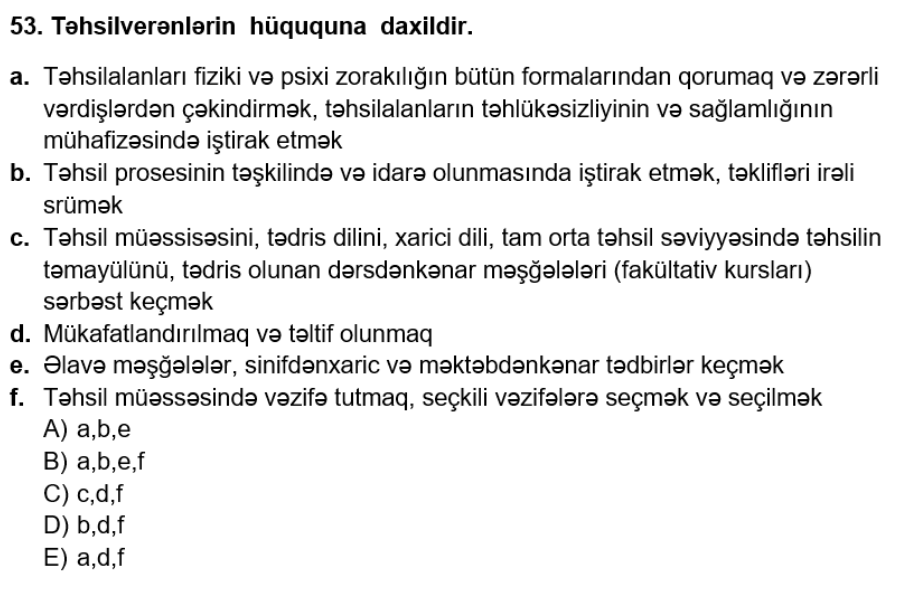 53. Təhsilverənlərin hüququna daxildir.
a. Təhsilalanları fiziki və psixi zorakılığın bütün formalarından qorumaq və zərərli
vərdişlərdən çəkindirmək, təhsilalanların təhlükəsizliyinin və sağlamlığının
mühafizəsində iştirak etmək
b. Təhsil prosesinin təşkilində və idarə olunmasında iştirak etmək, təklifləri irəli
srümək
c. Təhsil müəssisəsini, tədris dilini, xarici dili, tam orta təhsil səviyyəsində təhsilin
təmayülünü, tədris olunan dərsdənkənar məşğələləri (fakültativ kursları)
sərbəst keçmək
d. Mükafatlandırılmaq və təltif olunmaq
e. Əlavə məşğələlər, sinifdənxaric və məktəbdənkənar tədbirlər keçmək
f. Təhsil müəssəsində vəzifə tutmaq, seçkili vəzifələrə seçmək və seçilmək
A) a,b,e
B) a,b,e,f
C) c,d,f
D) b,d,f
E) a,d,f